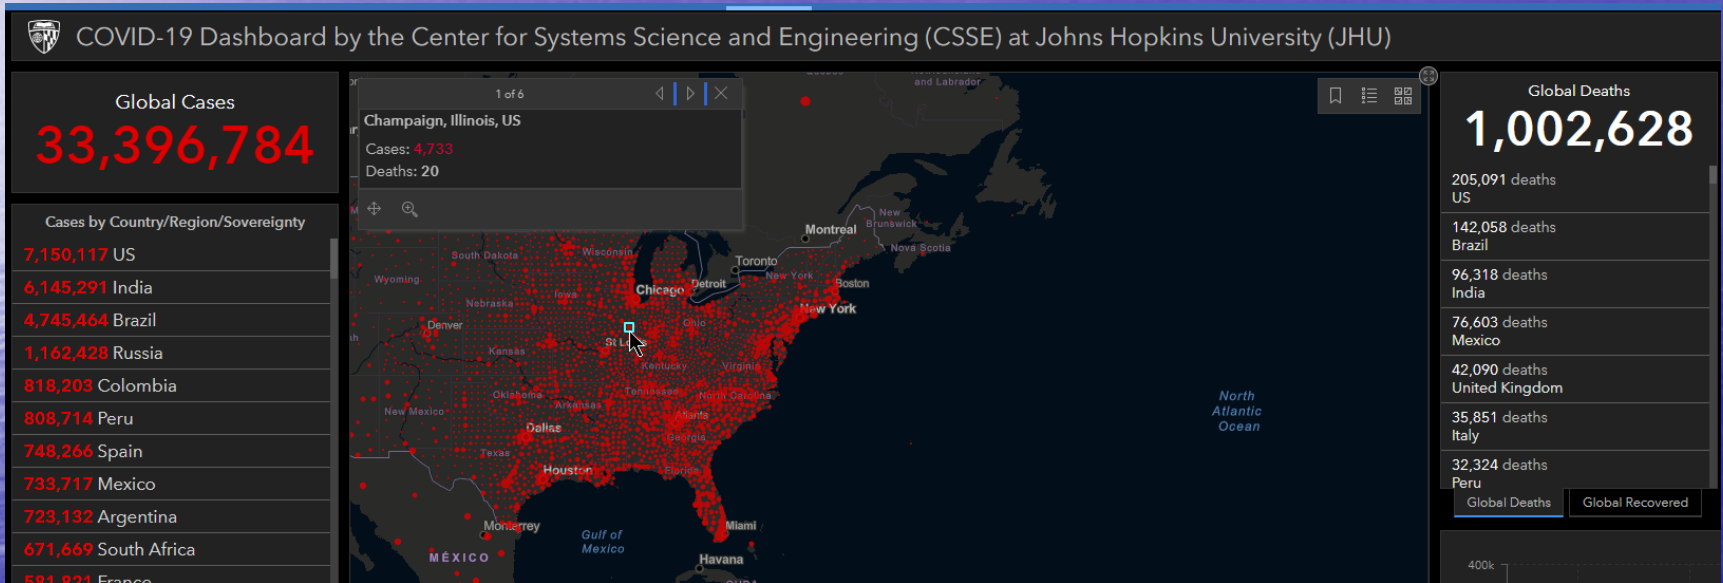 COVID-19 Dashboard by the Center for Systems Science and Engineering (CSSE) at Johns Hopkins University (JHU)
Global Cases
33,396,784
Cases by Country/Region/Sovereignty
7,150,117 US
6,145,291 India
4,745,464 Brazil
1,162,428 Russia
818,203 Colombia
808,714 Peru
748,266 Spain
733,717 Mexico
723,132 Argentina
671,669 South Africa
581,821 France
1 of 6
Champaign, Illinois, US
Cases: 4,733
Deaths: 20
and Labrador
Montreal
New
Brunswick
Nova Scotia
South Dakota
Wisconsin
Toronto
Wyoming
New York
Iowa
Chicago
Detroit
Boston
Nebraska
New York
Denver
Ohio
Kansas
Kentucky
Virginia
Oklahoma
Tennessee
North Carolina
New Mexico
Arkansas
Atlanta
Dallas
Georgia
Texas
Houston
Florida
Monterrey
Miami
Gulf of
Mexico
MÉXICO
Havana
CUBA
North
Atlantic
Ocean
Global Deaths
1,002,628
205,091 deaths
US
142,058 deaths
Brazil
96,318 deaths
India
76,603 deaths
Mexico
42,090 deaths
United Kingdom
35,851 deaths
Italy
32,324 deaths
Peru
Global Deaths
Global Recovered
400k